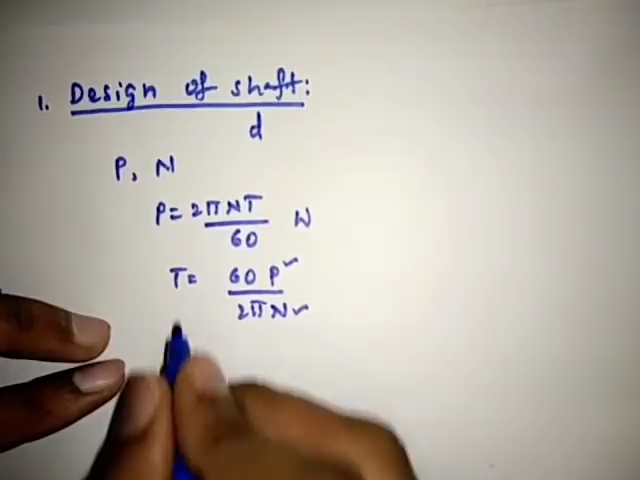 1. Design of shaft:
d
P, N
P = 2πNT / 60 W
T = 60 P ✓ / 2πN ✓